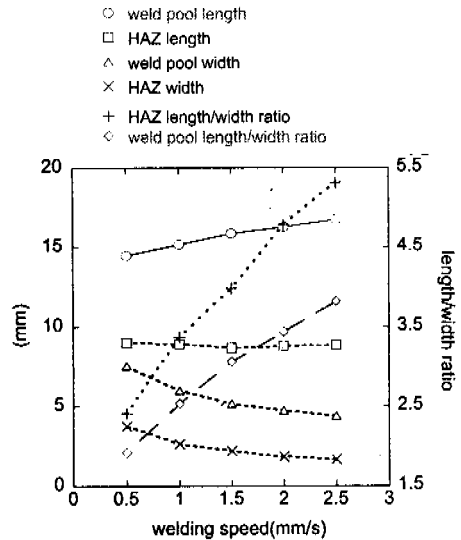 weld pool length
HAZ length
weld pool width
HAZ width
HAZ length/width ratio
weld pool length/width ratio
20
15
10
5
0
(mm)
5.5
4.5
3.5
2.5
1.5
length/width ratio
0 0.5 1 1.5 2 2.5 3
welding speed(mm/s)